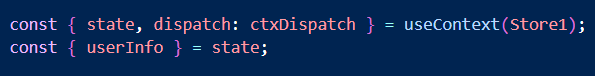 const { state, dispatch: ctxDispatch } = useContext(Store1);
const { userInfo } = state;